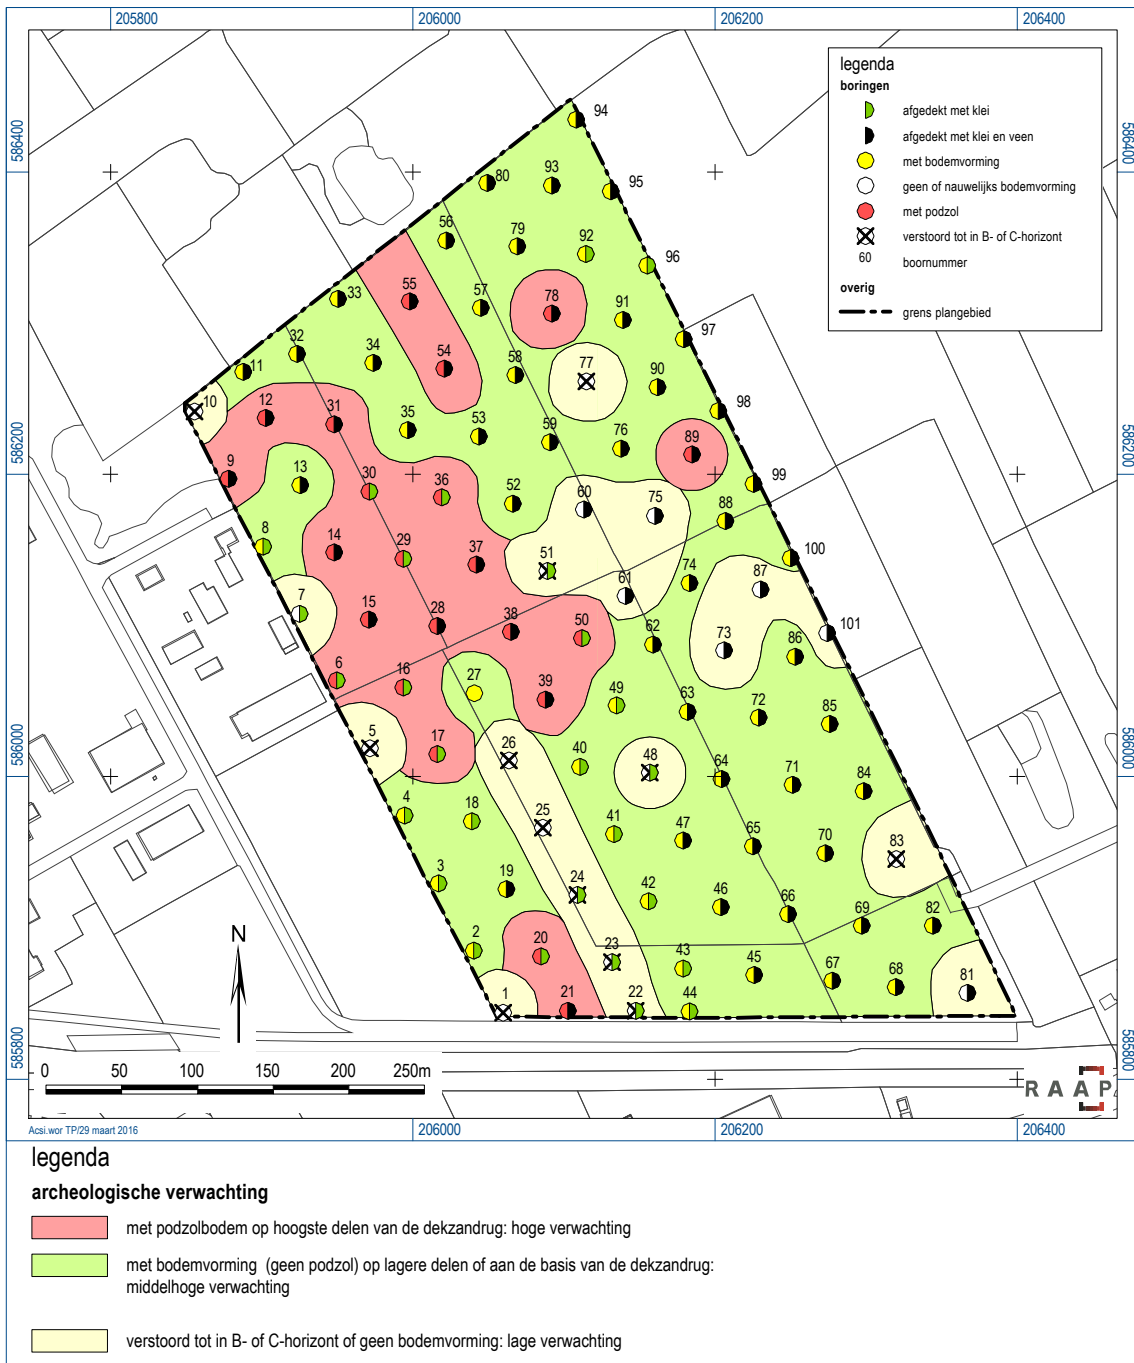 205800 206000 206200 206400
legenda
boringen
afgedekt met klei
afgedekt met klei en veen
met bodemvorming
geen of nauwelijks bodemvorming
met podzol
verstoord tot in B- of C-horizont
60 boornummer
overig
grens plangebied
586400 586400
586200 586200
586000 586000
585800 585800
94
80 93 95
56 79 92
96
33 55 57 78 91
97
32 34 54 58 77 90
11
10 12 31 35 53 59 76 98
89
9 13 30 36 52 60 75 88 99
8 14 29 37 51 61 74 87 100
7 15 28 38 50 62 73 86 101
6 16 27 39 49 63 72 85
5 17 26 40 48 64 71 84
4 18 25 41 47 65 70 83
3 19 24 42 46 66 69 82
2 20 23 43 45 67 68 81
1 21 22 44
N
0 50 100 150 200 250m
RAAP
Acsi.wor TP/29 maart 2016
206000 206200 206400
legenda
archeologische verwachting
met podzolbodem op hoogste delen van de dekzandrug: hoge verwachting
met bodemvorming (geen podzol) op lagere delen of aan de basis van de dekzandrug:
middelhoge verwachting
verstoord tot in B- of C-horizont of geen bodemvorming: lage verwachting